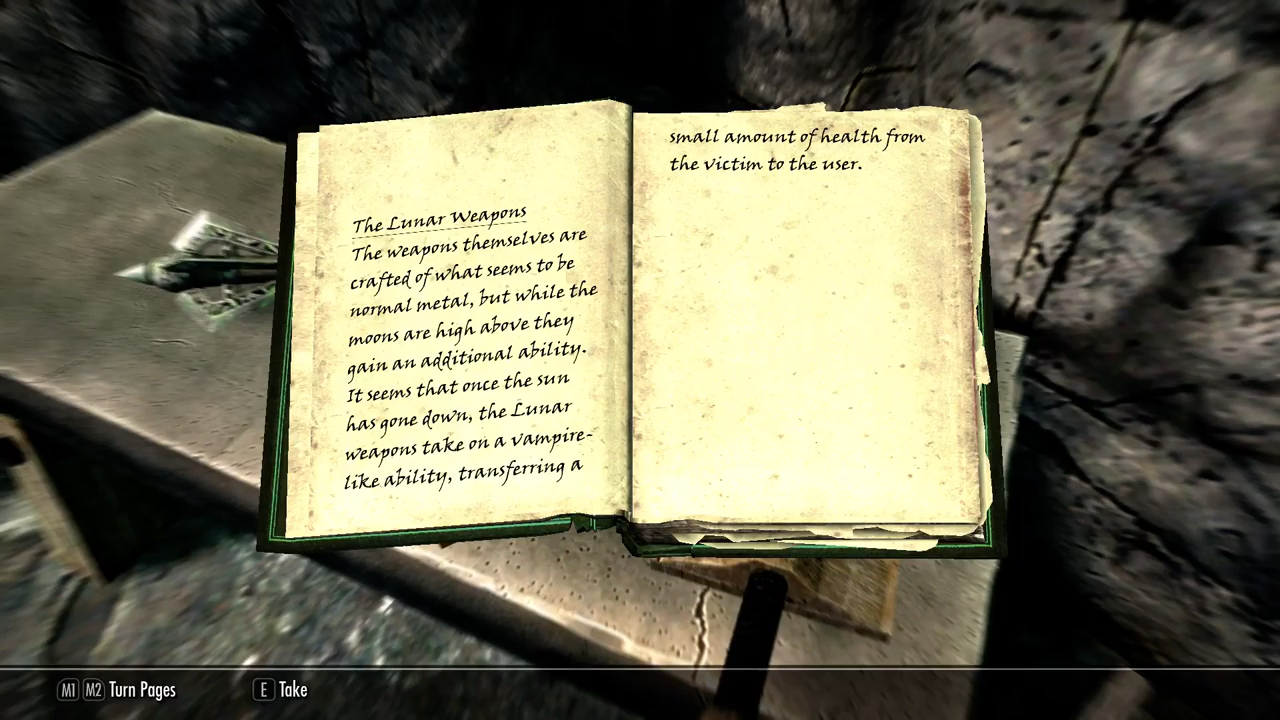 The Lunar Weapons
The weapons themselves are
crafted of what seems to be
normal metal, but while the
moons are high above they
gain an additional ability.
It seems that once the sun
has gone down, the Lunar
weapons take on a vampire-
like ability, transferring a
small amount of health from
the victim to the user.
M1 M2 Turn Pages
E Take